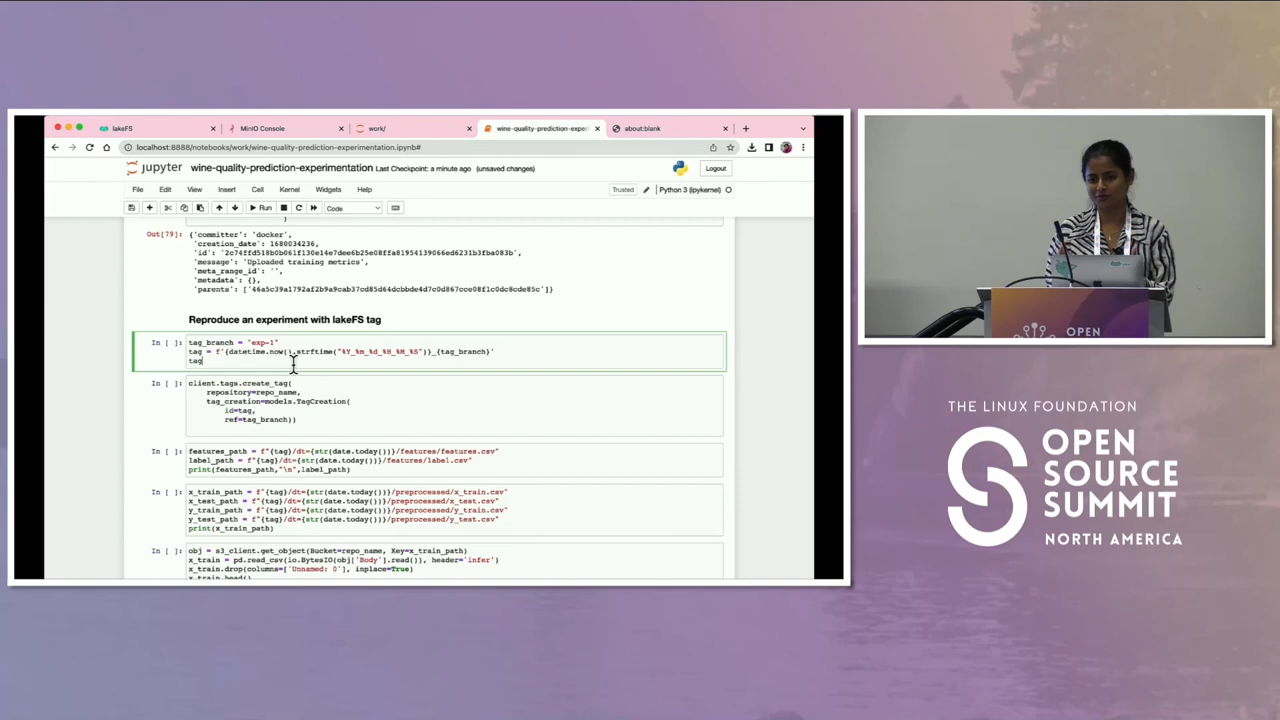 lakeFS
MinIO Console
work/
wine-quality-prediction-experi
about:blank
localhost:8888/notebooks/work/wine-quality-prediction-experimentation.ipynb#
jupyter wine-quality-prediction-experimentation Last Checkpoint: a minute ago (unsaved changes)
Logout
File Edit View Insert Cell Kernel Widgets Help
Trusted
Python 3 (ipykernel)
Run
Code
)
Out[79]: {'committer': 'docker',
'creation_date': 1680034236,
'id': '2c74ffd518b0b061f130e14e7dee6b25e08ffa81954139066ed6231b3fba083b',
'message': 'Uploaded training metrics',
'meta_range_id': '',
'metadata': {},
'parents': ['46a5c39a1792af2b9a9cab37cd85d64dcbbde4d7c0d867cce08f1c0dc8cde85c']}
Reproduce an experiment with lakeFS tag
In [ ]: tag_branch = "exp-1"
tag = f'{datetime.now().strftime("%Y_%m_%d_%H_%M_%S")}_{tag_branch}'
tag
In [ ]: client.tags.create_tag(
repository=repo_name,
tag_creation=models.TagCreation(
id=tag,
ref=tag_branch))
In [ ]: features_path = f"{tag}/dt={str(date.today())}/features/features.csv"
label_path = f"{tag}/dt={str(date.today())}/features/label.csv"
print(features_path,"\n",label_path)
In [ ]: x_train_path = f"{tag}/dt={str(date.today())}/preprocessed/x_train.csv"
x_test_path = f"{tag}/dt={str(date.today())}/preprocessed/x_test.csv"
y_train_path = f"{tag}/dt={str(date.today())}/preprocessed/y_train.csv"
y_test_path = f"{tag}/dt={str(date.today())}/preprocessed/y_test.csv"
print(x_train_path)
In [ ]: obj = s3_client.get_object(Bucket=repo_name, Key=x_train_path)
x_train = pd.read_csv(io.BytesIO(obj['Body'].read()), header='infer')
x_train.drop(columns=['Unnamed: 0'], inplace=True)
x_train.head()
OPEN
THE LINUX FOUNDATION
OPEN
SOURCE
SUMMIT
NORTH AMERICA